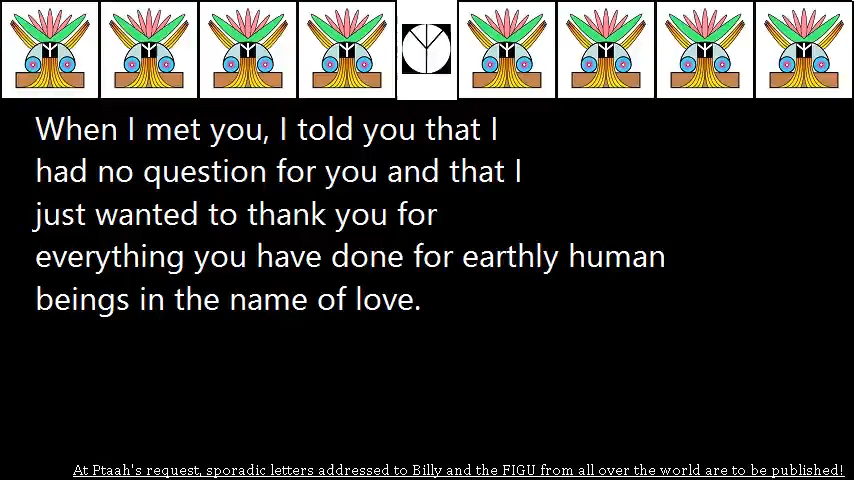 When I met you, I told you that I
had no question for you and that I
just wanted to thank you for
everything you have done for earthly human
beings in the name of love.
At Ptaah's request, sporadic letters addressed to Billy and the FIGU from all over the world are to be published!